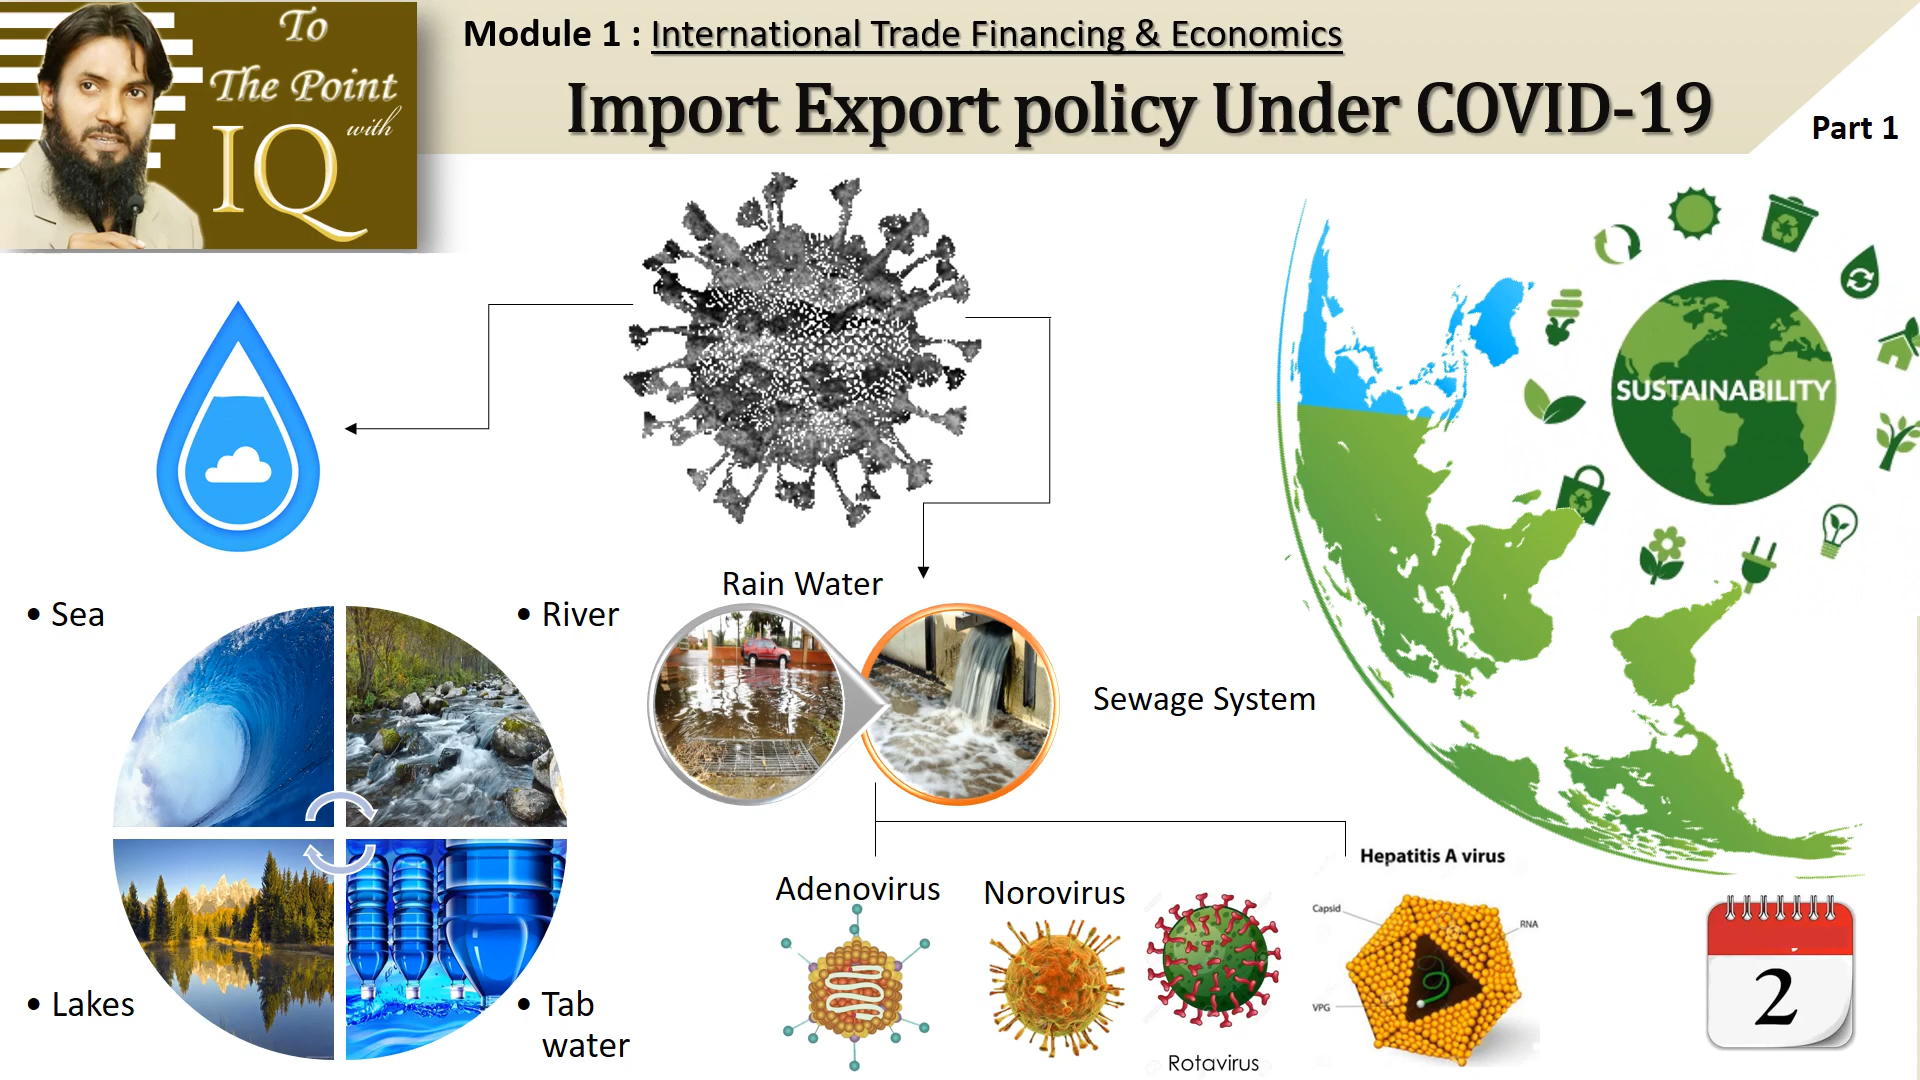 To
The Point
with
IQ
Module 1 : International Trade Financing & Economics
Import Export policy Under COVID-19
Part 1
SUSTAINABILITY
Rain Water
• Sea
• River
Sewage System
Hepatitis A virus
Adenovirus
Norovirus
Capsid
RNA
• Lakes
• Tab
water
VPG
2
Rotavirus